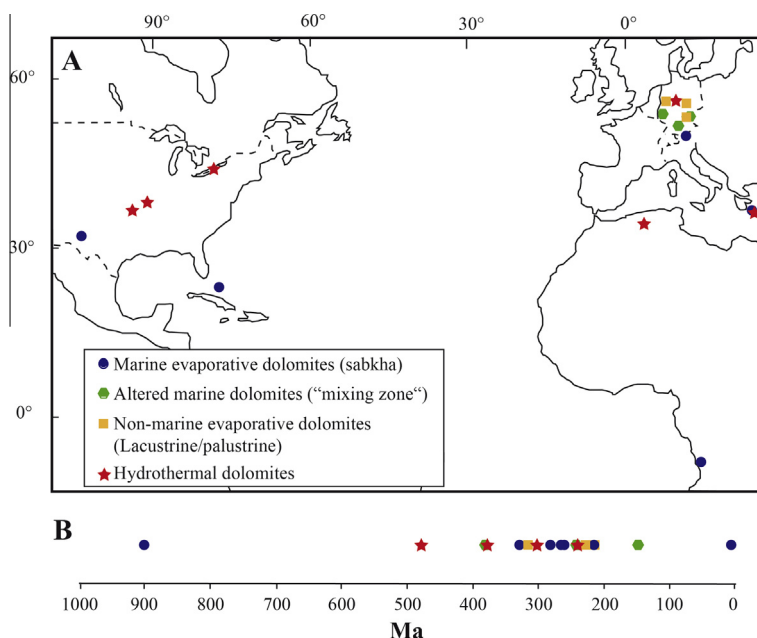 90° 60° 30° 0°
A
60°
30°
0°
Marine evaporative dolomites (sabkha)
Altered marine dolomites (“mixing zone“)
Non-marine evaporative dolomites
(Lacustrine/palustrine)
Hydrothermal dolomites
B
1000 900 800 700 600 500 400 300 200 100 0
Ma